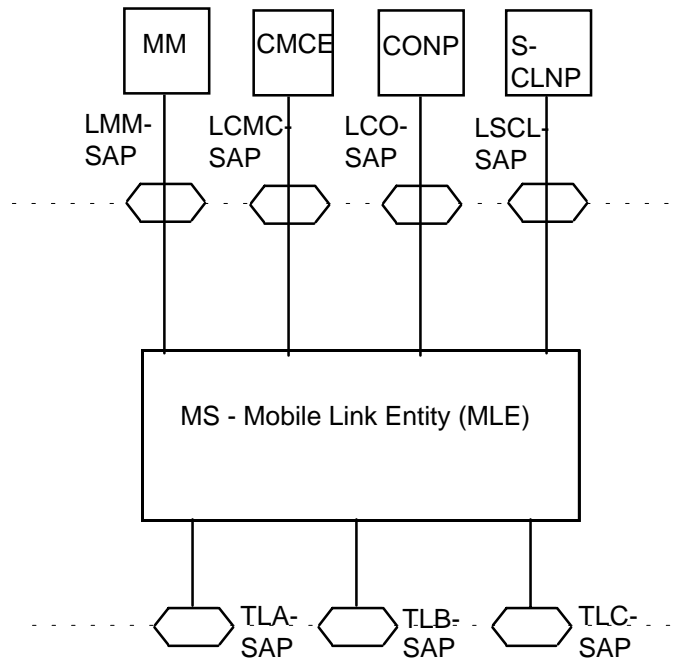 MM
CMCE
CONP
S-
CLNP
LMM-
SAP
LCMC-
SAP
LCO-
SAP
LSCL-
SAP
MS - Mobile Link Entity (MLE)
TLA-
SAP
TLB-
SAP
TLC-
SAP